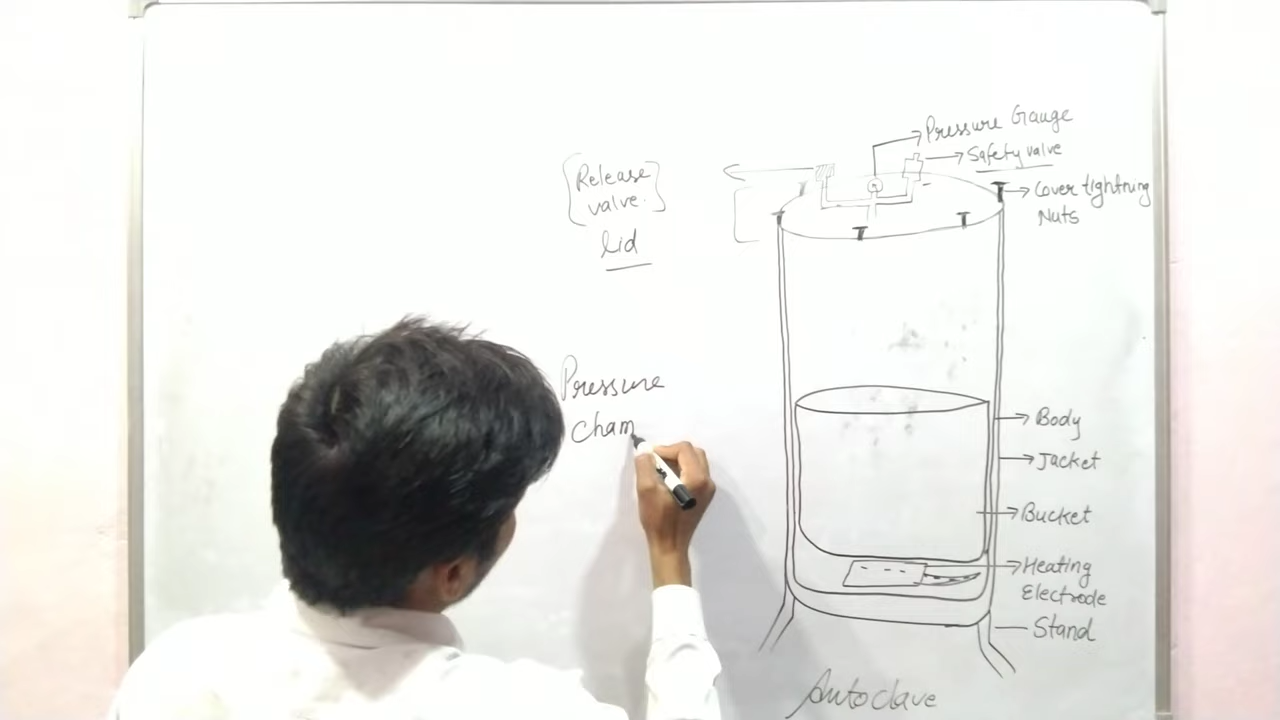 Pressure Gauge
Safety valve
Cover tightning
Nuts
[Release
valve.]
lid
Pressure
Cham
Body
Jacket
Bucket
Heating
Electrode
Stand
Autoclave